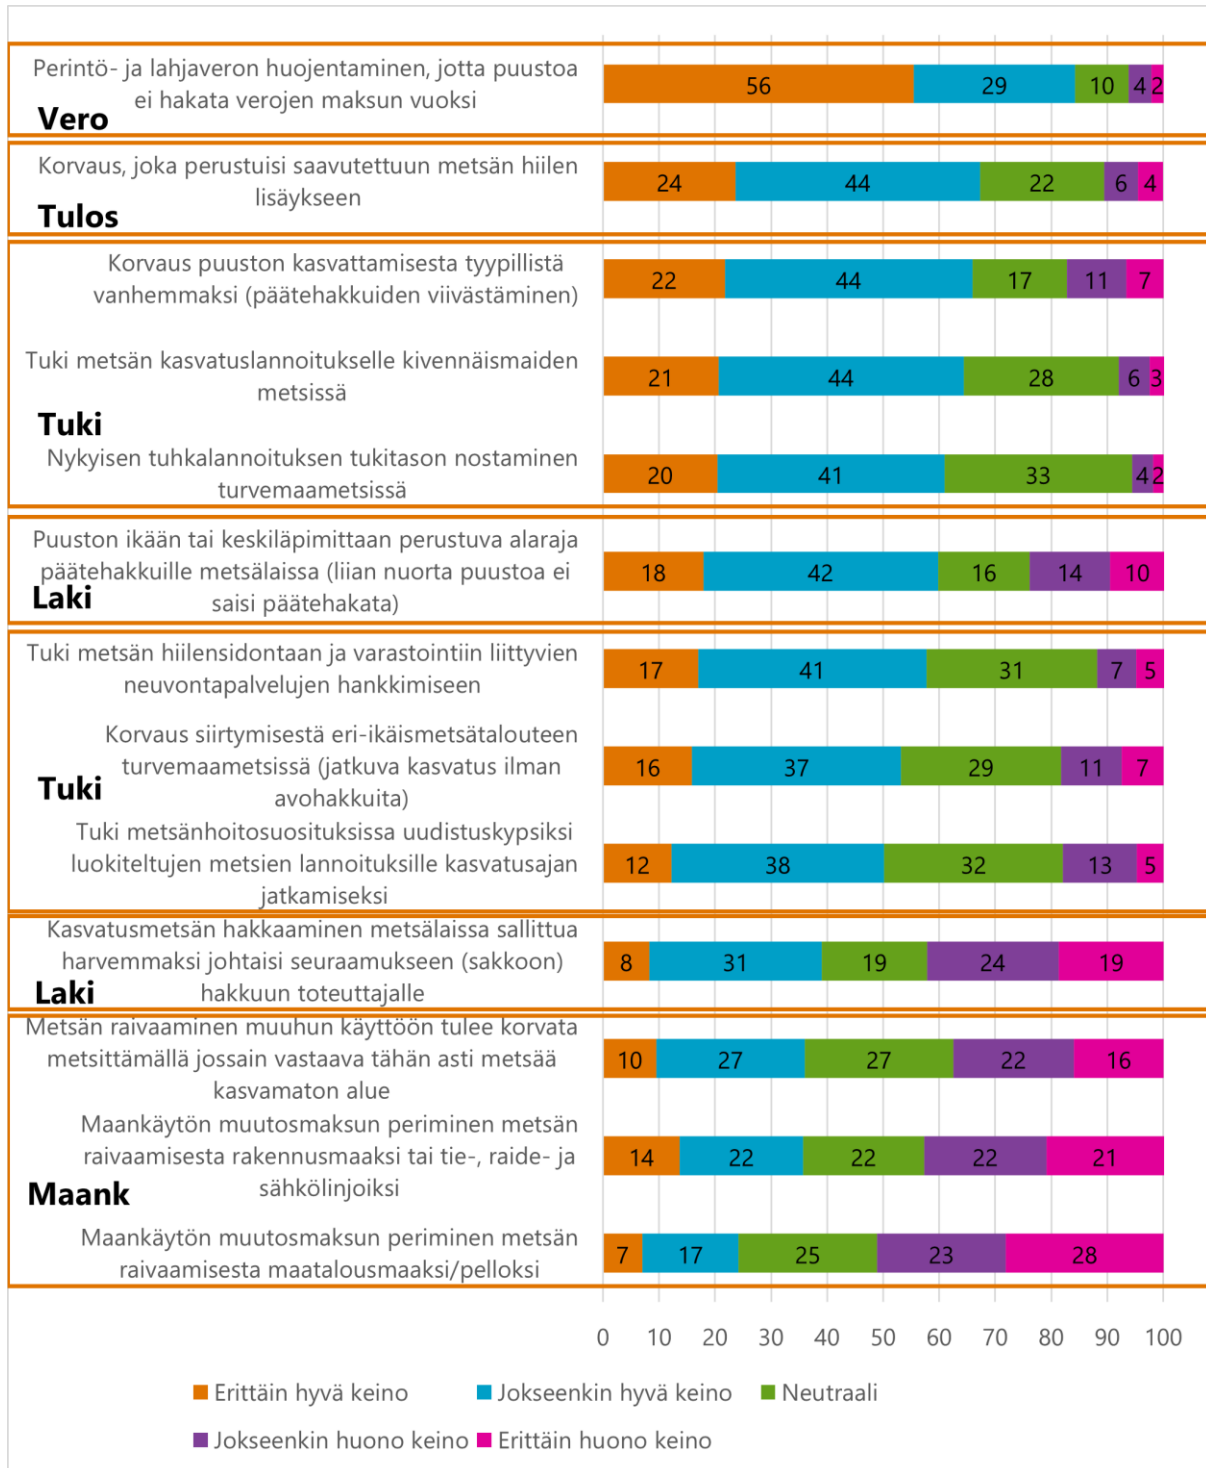 Perintö- ja lahjaveron huojentaminen, jotta puustoa
ei hakata verojen maksun vuoksi
Vero
56 29 10 4 2
Korvaus, joka perustuisi saavutettuun metsän hiilen
lisäykseen
Tulos
24 44 22 6 4
Korvaus puuston kasvattamisesta tyypillistä
vanhemmaksi (päätehakkuiden viivästäminen)
22 44 17 11 7
Tuki metsän kasvatuslannoitukselle kivennäismaiden
metsissä
21 44 28 6 3
Tuki
Nykyisen tuhkalannoituksen tukitason nostaminen
turvemaametsissä
20 41 33 4 2
Puuston ikään tai keskiläpimittaan perustuva alaraja
päätehakkuille metsälaissa (liian nuorta puustoa ei
saisi päätehakata)
Laki
18 42 16 14 10
Tuki metsän hiilensidontaan ja varastointiin liittyvien
neuvontapalvelujen hankkimiseen
17 41 31 7 5
Korvaus siirtymisestä eri-ikäismetsätalouteen
turvemaametsissä (jatkuva kasvatus ilman
avohakkuita)
Tuki
16 37 29 11 7
Tuki metsänhoitosuosituksissa uudistuskypsiksi
luokiteltujen metsien lannoituksille kasvatusajan
jatkamiseksi
12 38 32 13 5
Kasvatusmetsän hakkaaminen metsälaissa sallittua
harvemmaksi johtaisi seuraamukseen (sakkoon)
hakkuun toteuttajalle
Laki
8 31 19 24 19
Metsän raivaaminen muuhun käyttöön tulee korvata
metsittämällä jossain vastaava tähän asti metsää
kasvamaton alue
10 27 27 22 16
Maankäytön muutosmaksun periminen metsän
raivaamisesta rakennusmaaksi tai tie-, raide- ja
sähkölinjoiksi
14 22 22 22 21
Maank
Maankäytön muutosmaksun periminen metsän
raivaamisesta maatalousmaaksi/pelloksi
7 17 25 23 28
0 10 20 30 40 50 60 70 80 90 100
Erittäin hyvä keino Jokseenkin hyvä keino Neutraali
Jokseenkin huono keino Erittäin huono keino